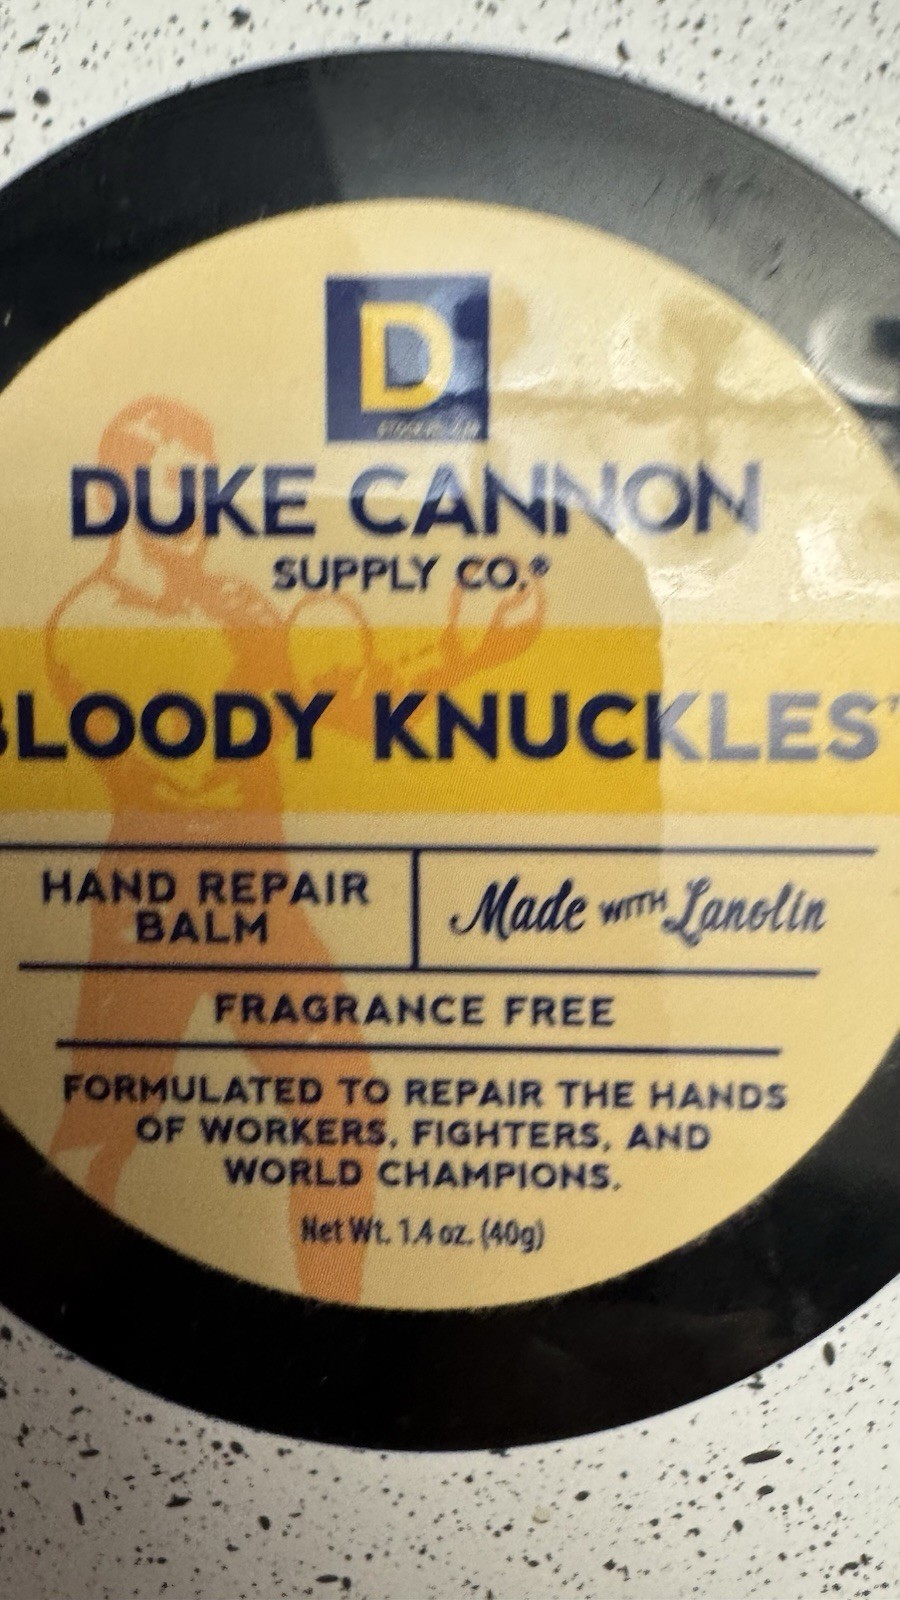 D
DUKE CANNON
SUPPLY CO.®
BLOODY KNUCKLES™
HAND REPAIR
BALM
Made WITH Lanolin
FRAGRANCE FREE
FORMULATED TO REPAIR THE HANDS
OF WORKERS, FIGHTERS, AND
WORLD CHAMPIONS.
Net Wt. 1.4 oz. (40g)